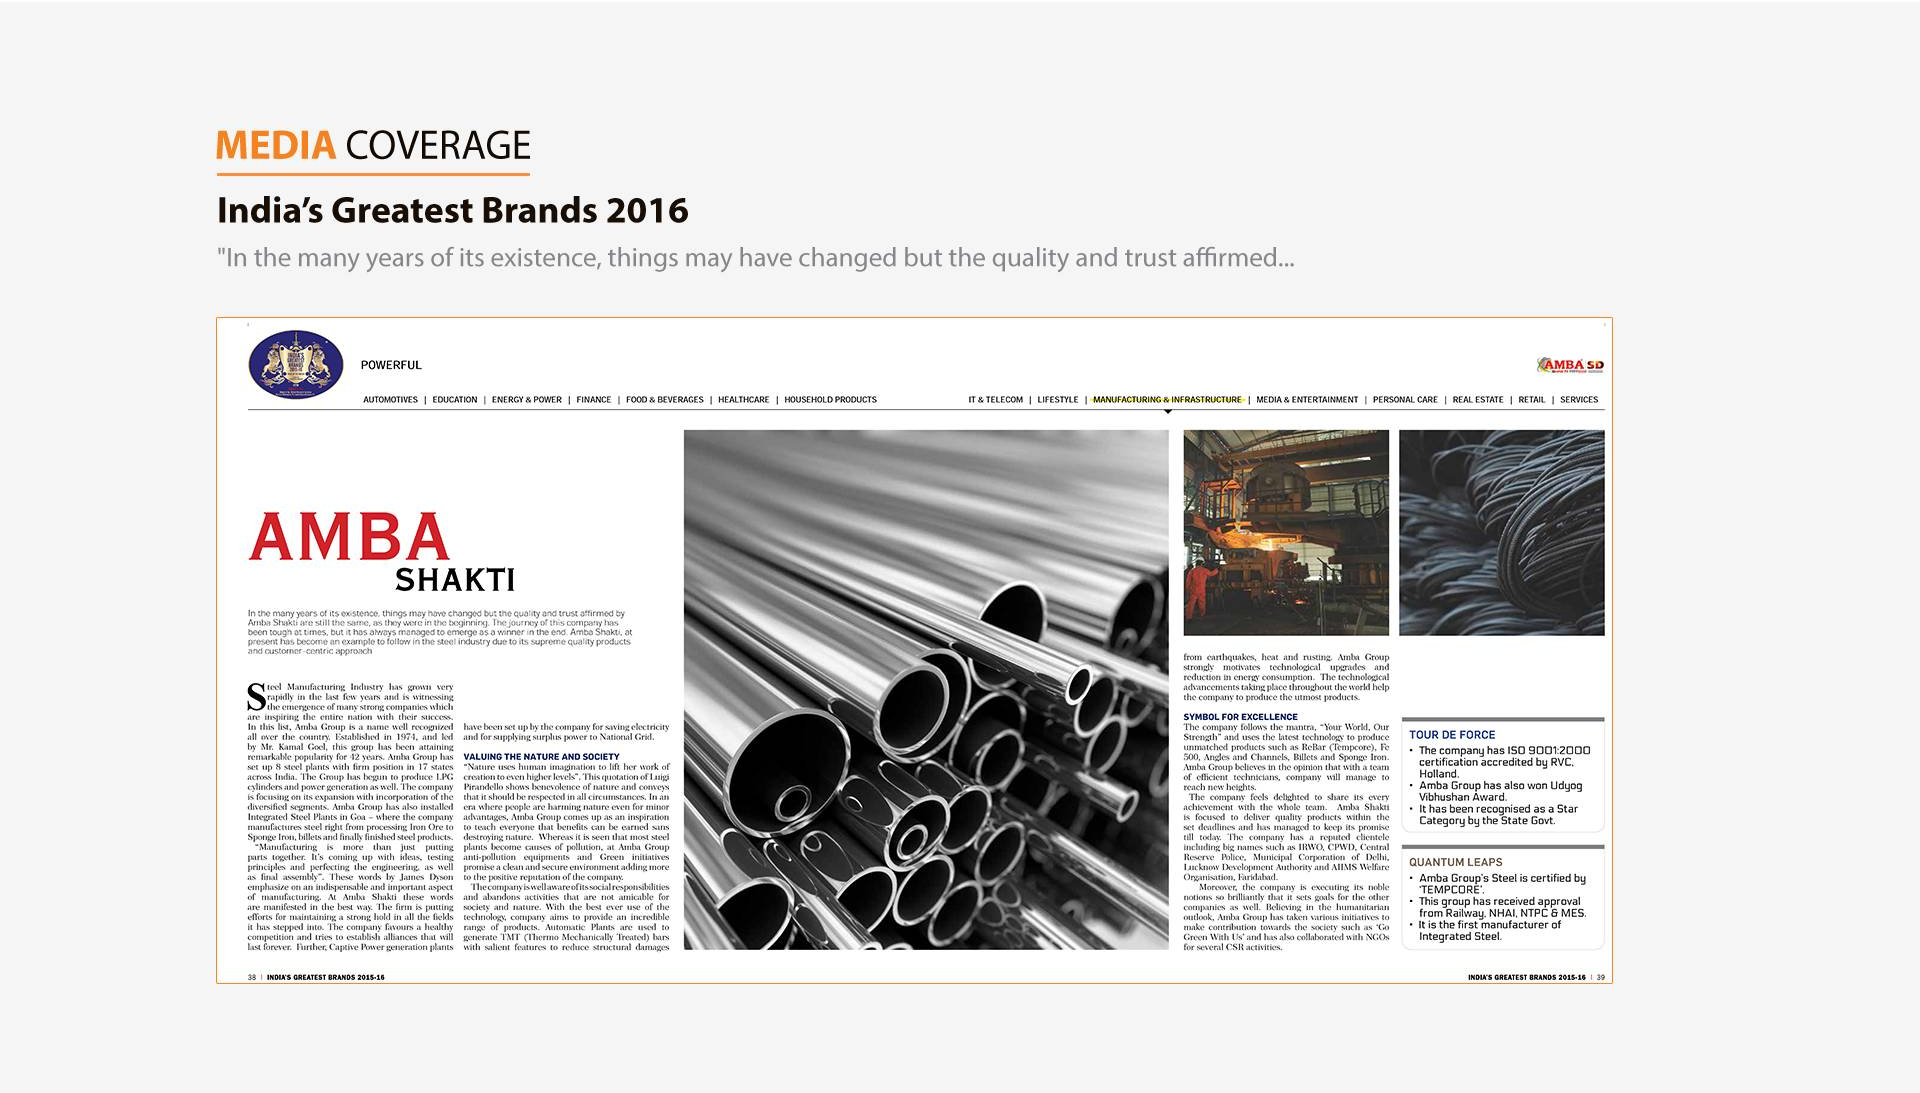 MEDIA COVERAGE
India's Greatest Brands 2016
"In the many years of its existence, things may have changed but the quality and trust affirmed...
INDIA'S
GREATEST
BRANDS
2015-16
POWERFUL
AMBA SD
AUTOMOTIVES | EDUCATION | ENERGY & POWER | FINANCE | FOOD & BEVERAGES | HEALTHCARE | HOUSEHOLD PRODUCTS
IT & TELECOM | LIFESTYLE | MANUFACTURING & INFRASTRUCTURE | MEDIA & ENTERTAINMENT | PERSONAL CARE | REAL ESTATE | RETAIL | SERVICES
AMBA
SHAKTI
In the many years of its existence, things may have changed but the quality and trust affirmed by
Amba Shakti are still the same, as they were in the beginning. The journey of this company has
been tough at times, but it has always managed to emerge as a winner in the end. Amba Shakti, at
present has become an example to follow in the steel industry due to its supreme quality products
and customer-centric approach
Steel Manufacturing Industry has grown very
rapidly in the last few years and is witnessing
the emergence of many strong companies which
are inspiring the entire nation with their success.
In this list, Amba Group is a name well recognized
all over the country. Established in 1974, and led
by Mr. Kamal Goel, this group has been attaining
remarkable popularity for 42 years. Amba Group has
set up 8 steel plants with firm position in 17 states
across India. The Group has begun to produce LPG
cylinders and power generation as well. The company
is focusing on its expansion with incorporation of the
diversified segments. Amba Group has also installed
Integrated Steel Plants in Goa – where the company
manufactures steel right from processing Iron Ore to
Sponge Iron, billets and finally finished steel products.
"Manufacturing is more than just putting
parts together. It's coming up with ideas, testing
principles and perfecting the engineering, as well
as final assembly". These words by James Dyson
emphasize on an indispensable and important aspect
of manufacturing. At Amba Shakti these words
are manifested in the best way. The firm is putting
efforts for maintaining a strong hold in all the fields
it has stepped into. The company favours a healthy
competition and tries to establish alliances that will
last forever. Further, Captive Power generation plants
have been set up by the company for saving electricity
and for supplying surplus power to National Grid.
VALUING THE NATURE AND SOCIETY
"Nature uses human imagination to lift her work of
creation to even higher levels". This quotation of Luigi
Pirandello shows benevolence of nature and conveys
that it should be respected in all circumstances. In an
era where people are harming nature even for minor
advantages, Amba Group comes up as an inspiration
to teach everyone that benefits can be earned sans
destroying nature. Whereas it is seen that most steel
plants become causes of pollution, at Amba Group
anti-pollution equipments and Green initiatives
promise a clean and secure environment adding more
to the positive reputation of the company.
The company is well aware of its social responsibilities
and abandons activities that are not amicable for
society and nature. With the best ever use of the
technology, company aims to provide an incredible
range of products. Automatic Plants are used to
generate TMT (Thermo Mechanically Treated) bars
with salient features to reduce structural damages
from earthquakes, heat and rusting. Amba Group
strongly motivates technological upgrades and
reduction in energy consumption. The technological
advancements taking place throughout the world help
the company to produce the utmost products.
SYMBOL FOR EXCELLENCE
The company follows the mantra, "Your World, Our
Strength" and uses the latest technology to produce
unmatched products such as ReBar (Tempcore), Fe
500, Angles and Channels, Billets and Sponge Iron.
Amba Group believes in the opinion that with a team
of efficient technicians, company will manage to
reach new heights.
The company feels delighted to share its every
achievement with the whole team. Amba Shakti
is focused to deliver quality products within the
set deadlines and has managed to keep its promise
till today. The company has a reputed clientele
including big names such as IRWO, CPWD, Central
Reserve Police, Municipal Corporation of Delhi,
Lucknow Development Authority and AIIMS Welfare
Organisation, Faridabad.
Moreover, the company is executing its noble
notions so brilliantly that it sets goals for the other
companies as well. Believing in the humanitarian
outlook, Amba Group has taken various initiatives to
make contribution towards the society such as 'Go
Green With Us' and has also collaborated with NGOs
for several CSR activities.
TOUR DE FORCE
• The company has ISO 9001:2000
certification accredited by RVC,
Holland.
• Amba Group has also won Udyog
Vibhushan Award.
• It has been recognised as a Star
Category by the State Govt.
QUANTUM LEAPS
• Amba Group's Steel is certified by
'TEMPCORE'.
• This group has received approval
from Railway, NHAI, NTPC & MES.
• It is the first manufacturer of
Integrated Steel.
38 | INDIA'S GREATEST BRANDS 2015-16
INDIA'S GREATEST BRANDS 2015-16 | 39